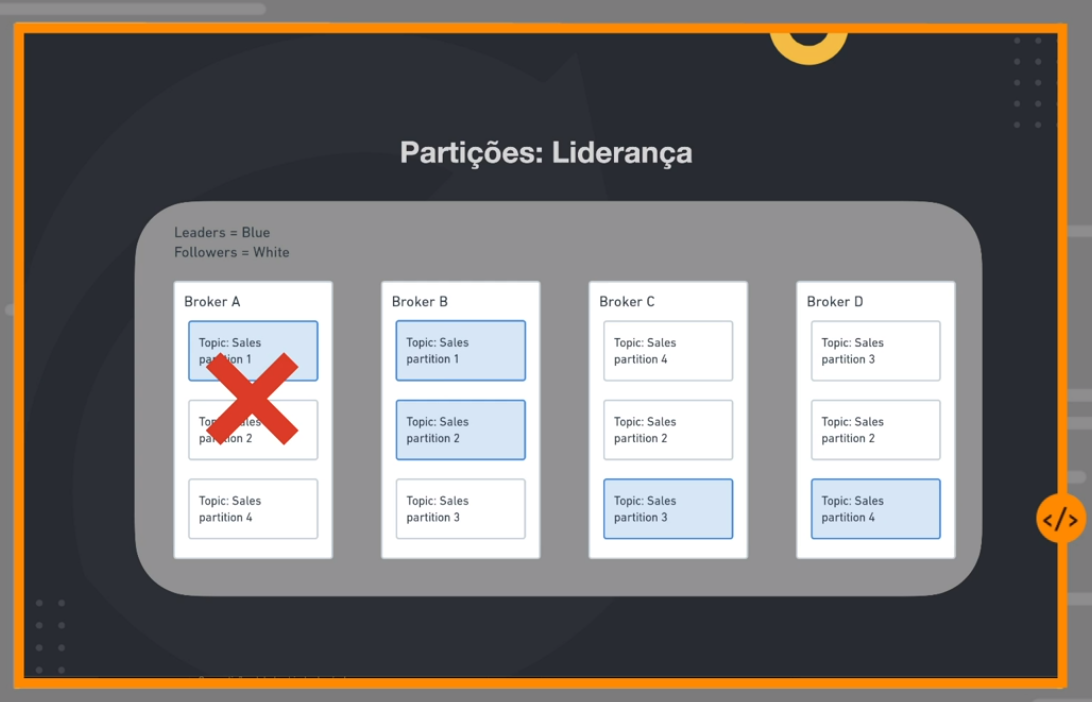 Partições: Liderança
Leaders = Blue
Followers = White
Broker A
Topic: Sales
partition 1
Topic: Sales
partition 2
Topic: Sales
partition 4
Broker B
Topic: Sales
partition 1
Topic: Sales
partition 2
Topic: Sales
partition 3
Broker C
Topic: Sales
partition 4
Topic: Sales
partition 2
Topic: Sales
partition 3
Broker D
Topic: Sales
partition 3
Topic: Sales
partition 2
Topic: Sales
partition 4
</>